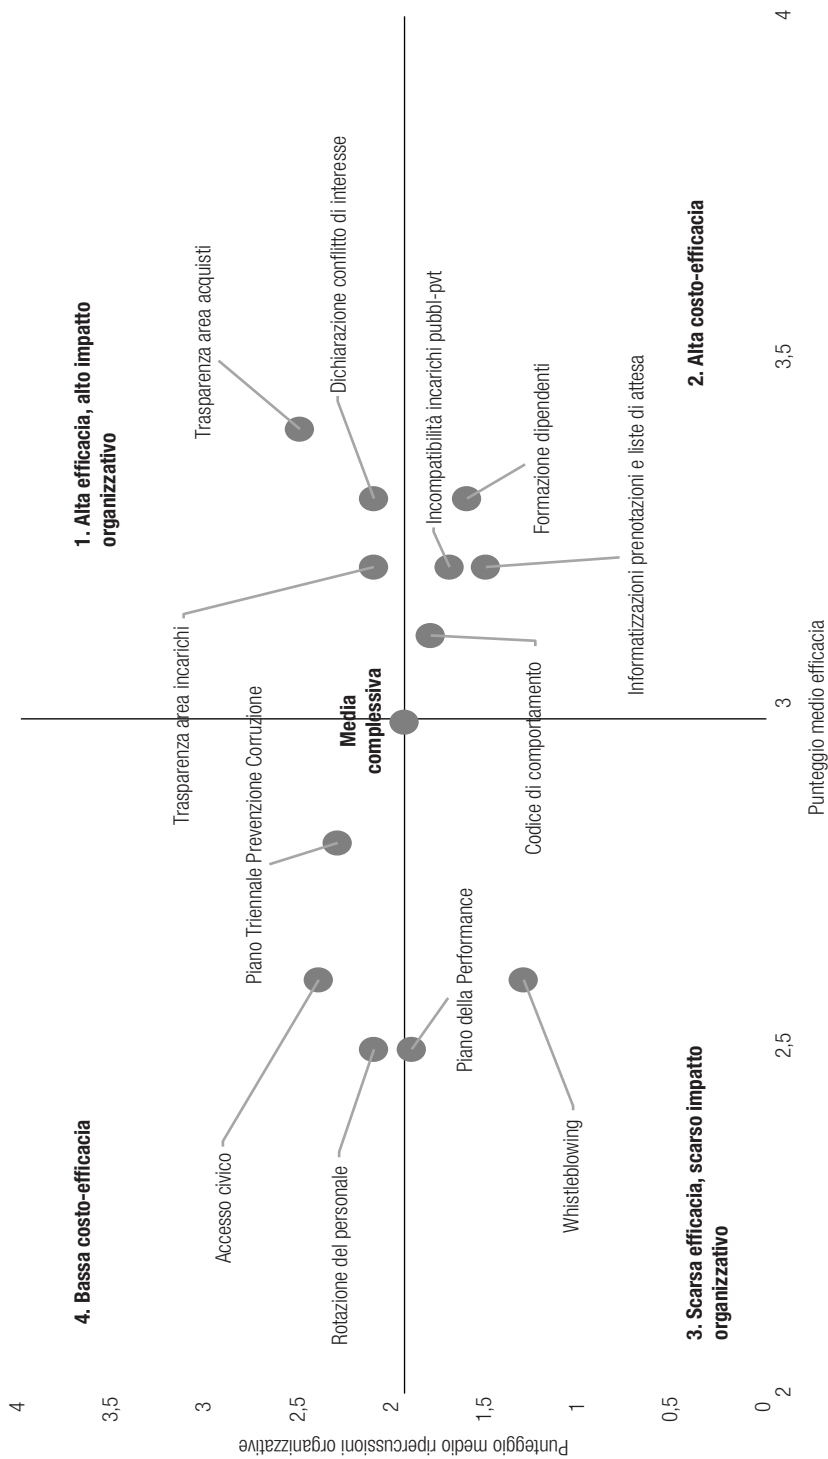 4
3,5
3
2,5
2
1,5
1
0,5
0
Punteggio medio ripercussioni organizzative
4. Bassa costo-efficacia
1. Alta efficacia, alto impatto
organizzativo
Trasparenza area acquisti
Accesso civico
Piano Triennale Prevenzione Corruzione
Trasparenza area incarichi
Dichiarazione conflitto di interesse
Rotazione del personale
Media
complessiva
Incompatibilità incarichi pubbl-pvt
Piano della Performance
Codice di comportamento
Formazione dipendenti
Whistleblowing
Informatizzazioni prenotazioni e liste di attesa
3. Scarsa efficacia, scarso impatto
organizzativo
2. Alta costo-efficacia
2
2,5
3
3,5
4
Punteggio medio efficacia